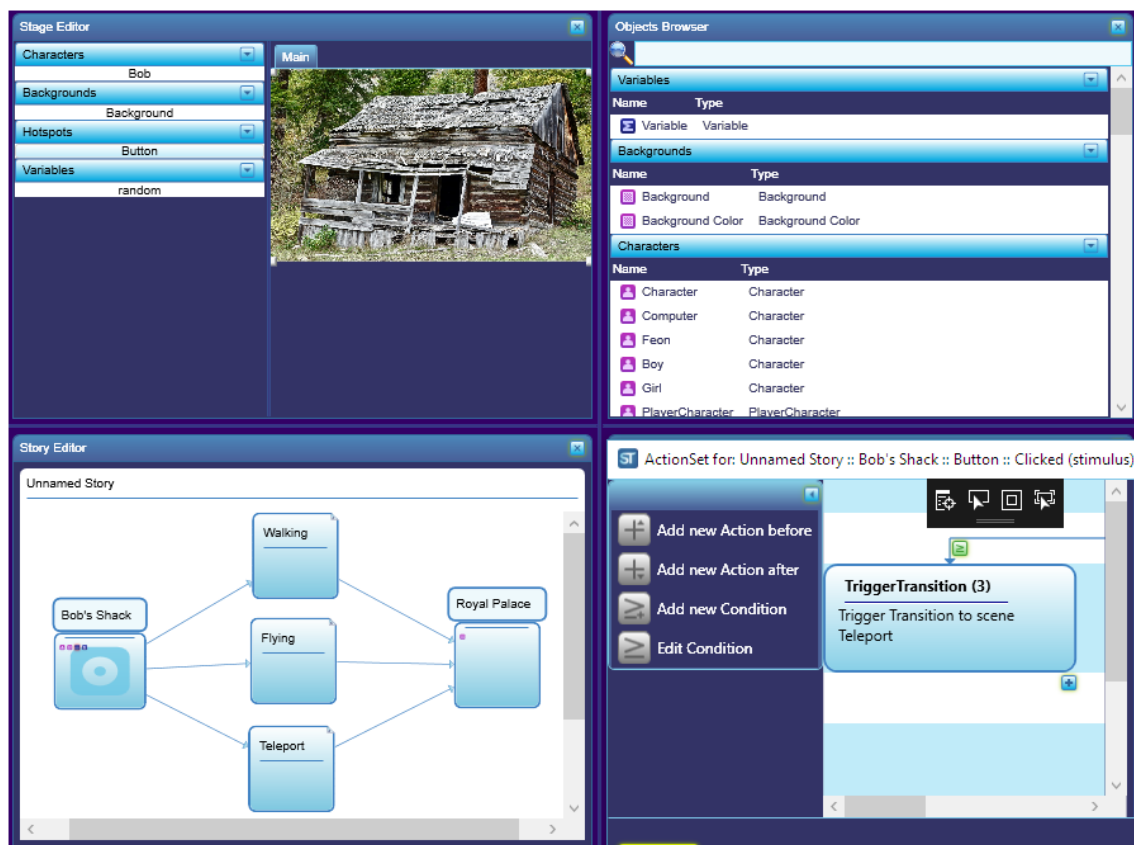 Stage Editor
Characters
Bob
Backgrounds
Background
Hotspots
Button
Variables
random
Main
Objects Browser
Variables
Name Type
Variable Variable
Backgrounds
Name Type
Background Background
Background Color Background Color
Characters
Name Type
Character Character
Computer Character
Feon Character
Boy Character
Girl Character
PlayerCharacter PlayerCharacter
Story Editor
Unnamed Story
Bob's Shack
Walking
Flying
Teleport
Royal Palace
ST ActionSet for: Unnamed Story :: Bob's Shack :: Button :: Clicked (stimulus)
Add new Action before
Add new Action after
Add new Condition
Edit Condition
TriggerTransition (3)
Trigger Transition to scene
Teleport